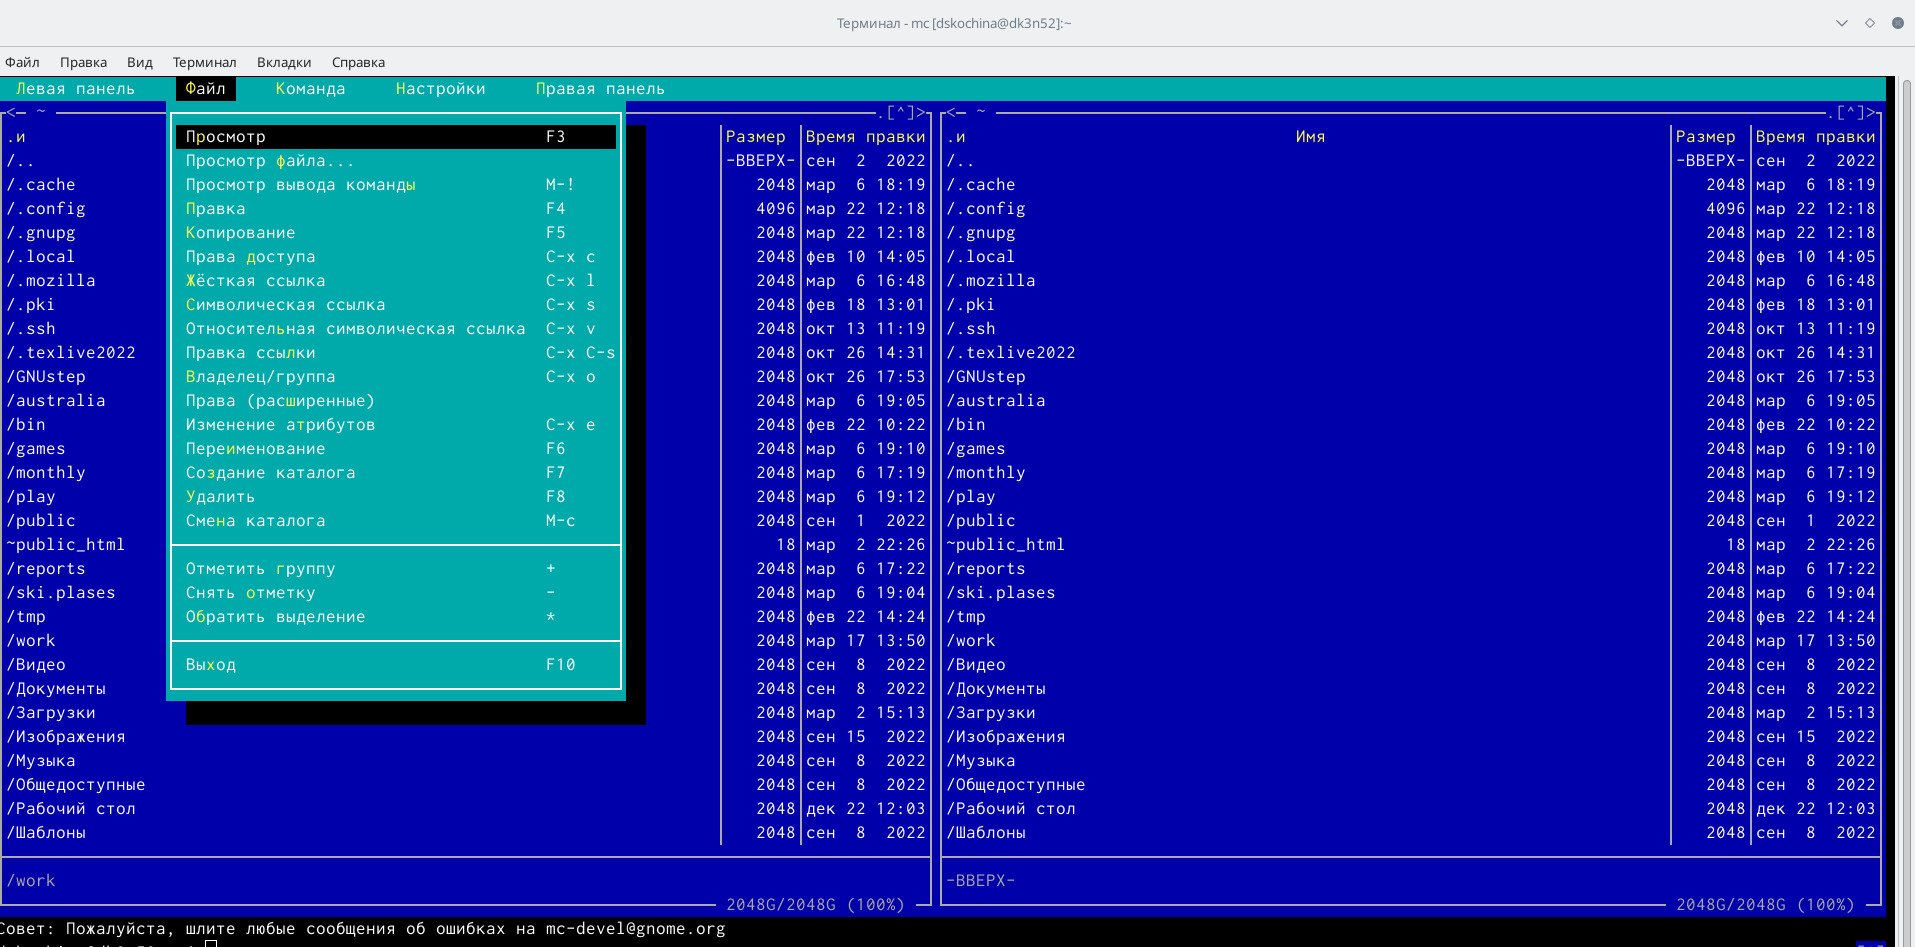 Терминал - mc [dskochina@dk3n52]:~
Файл Правка Вид Терминал Вкладки Справка
Левая панель Файл Команда Настройки Правая панель
<- ~ .[^]> <- ~ .[^]>
.и Просмотр F3 Размер Время правки .и Имя Размер Время правки
/.. Просмотр файла... -ВВЕРХ- сен 2 2022 /.. -ВВЕРХ- сен 2 2022
/.cache Просмотр вывода команды M-! 2048 мар 6 18:19 /.cache 2048 мар 6 18:19
/.config Правка F4 4096 мар 22 12:18 /.config 4096 мар 22 12:18
/.gnupg Копирование F5 2048 мар 22 12:18 /.gnupg 2048 мар 22 12:18
/.local Права доступа C-x c 2048 фев 10 14:05 /.local 2048 фев 10 14:05
/.mozilla Жёсткая ссылка C-x l 2048 мар 6 16:48 /.mozilla 2048 мар 6 16:48
/.pki Символическая ссылка C-x s 2048 фев 18 13:01 /.pki 2048 фев 18 13:01
/.ssh Относительная символическая ссылка C-x v 2048 окт 13 11:19 /.ssh 2048 окт 13 11:19
/.texlive2022 Правка ссылки C-x C-s 2048 окт 26 14:31 /.texlive2022 2048 окт 26 14:31
/GNUstep Владелец/группа C-x o 2048 окт 26 17:53 /GNUstep 2048 окт 26 17:53
/australia Права (расширенные) 2048 мар 6 19:05 /australia 2048 мар 6 19:05
/bin Изменение атрибутов C-x e 2048 фев 22 10:22 /bin 2048 фев 22 10:22
/games Переименование F6 2048 мар 6 19:10 /games 2048 мар 6 19:10
/monthly Создание каталога F7 2048 мар 6 17:19 /monthly 2048 мар 6 17:19
/play Удалить F8 2048 мар 6 19:12 /play 2048 мар 6 19:12
/public Смена каталога M-c 2048 сен 1 2022 /public 2048 сен 1 2022
~public_html 18 мар 2 22:26 ~public_html 18 мар 2 22:26
/reports Отметить группу + 2048 мар 6 17:22 /reports 2048 мар 6 17:22
/ski.plases Снять отметку - 2048 мар 6 19:04 /ski.plases 2048 мар 6 19:04
/tmp Обратить выделение * 2048 фев 22 14:24 /tmp 2048 фев 22 14:24
/work 2048 мар 17 13:50 /work 2048 мар 17 13:50
/Видео Выход F10 2048 сен 8 2022 /Видео 2048 сен 8 2022
/Документы 2048 сен 8 2022 /Документы 2048 сен 8 2022
/Загрузки 2048 мар 2 15:13 /Загрузки 2048 мар 2 15:13
/Изображения 2048 сен 15 2022 /Изображения 2048 сен 15 2022
/Музыка 2048 сен 8 2022 /Музыка 2048 сен 8 2022
/Общедоступные 2048 сен 8 2022 /Общедоступные 2048 сен 8 2022
/Рабочий стол 2048 дек 22 12:03 /Рабочий стол 2048 дек 22 12:03
/Шаблоны 2048 сен 8 2022 /Шаблоны 2048 сен 8 2022
/work -ВВЕРХ-
2048G/2048G (100%) 2048G/2048G (100%)
Совет: Пожалуйста, шлите любые сообщения об ошибках на mc-devel@gnome.org